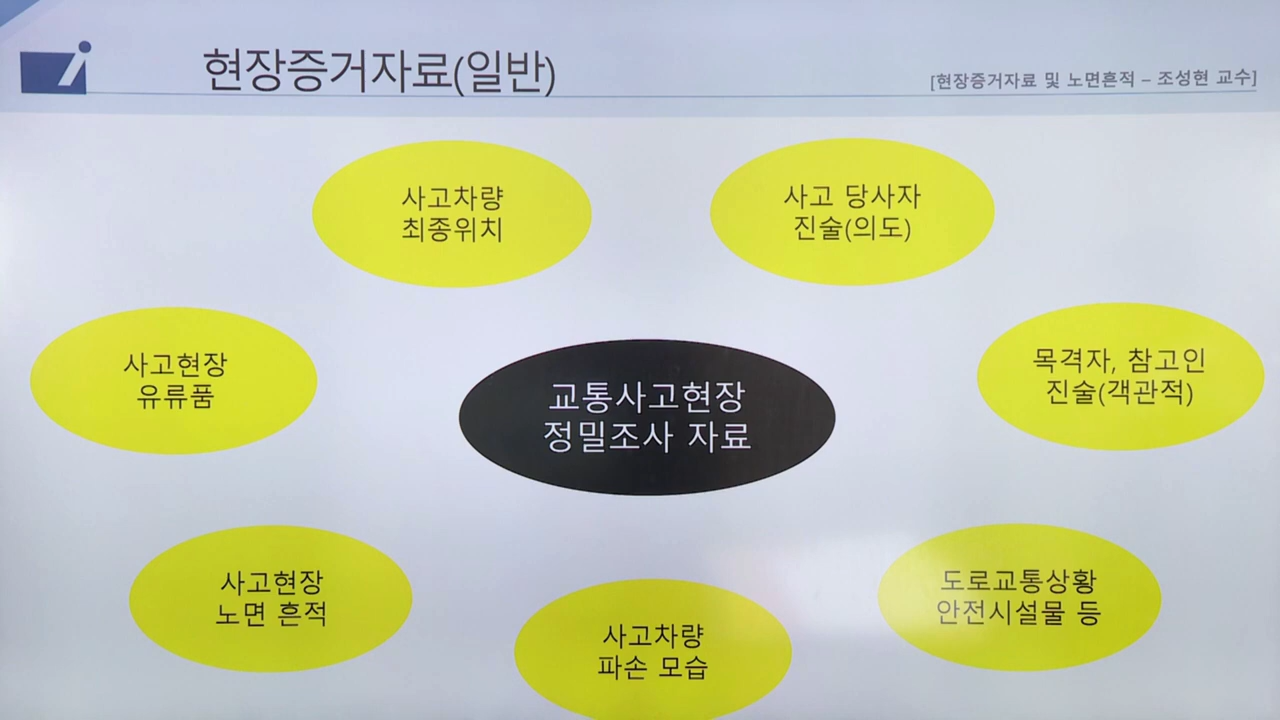 현장증거자료(일반)
[현장증거자료 및 노면흔적 – 조성현 교수]
사고차량
최종위치
사고 당사자
진술(의도)
사고현장
유류품
교통사고현장
정밀조사 자료
목격자, 참고인
진술(객관적)
사고현장
노면 흔적
사고차량
파손 모습
도로교통상황
안전시설물 등